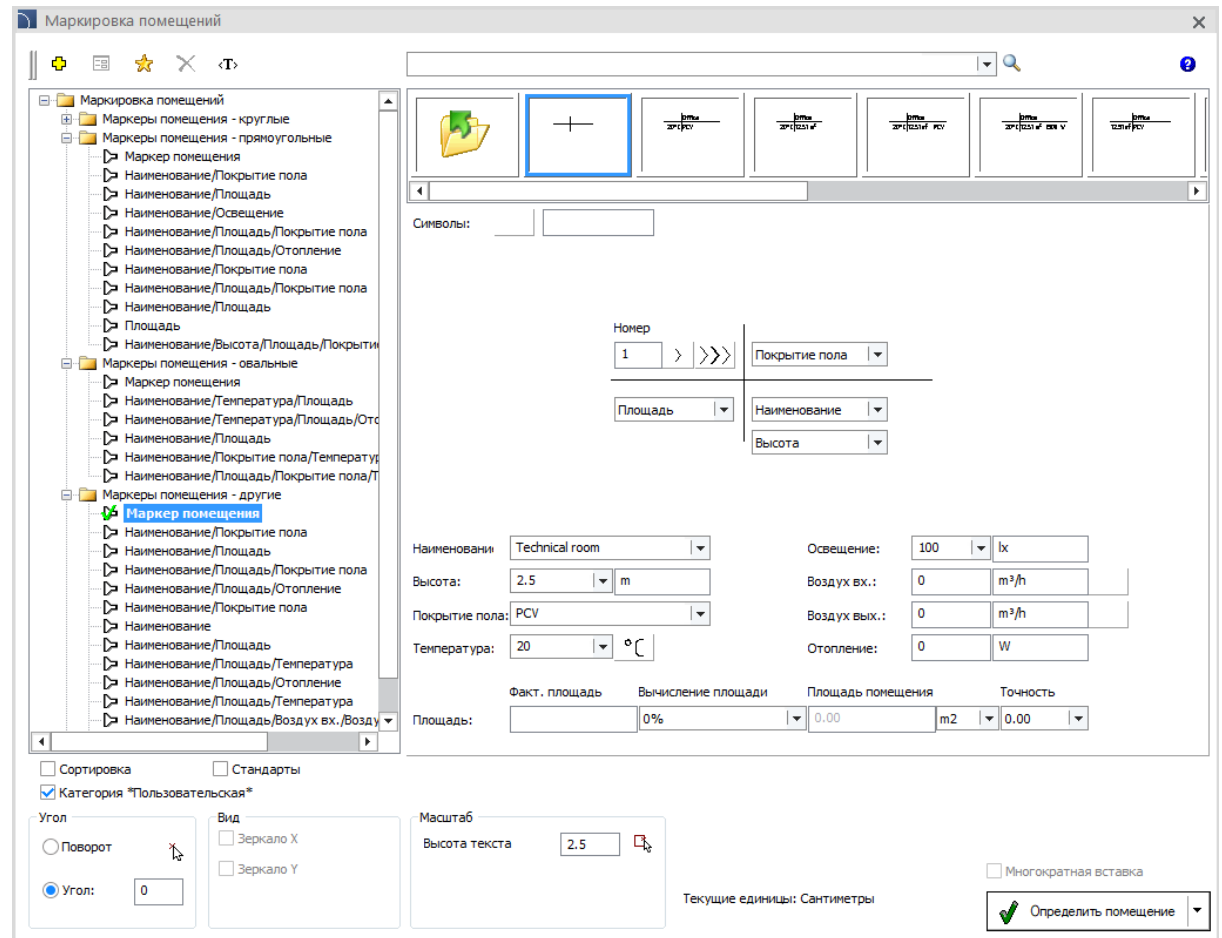 Маркировка помещений
‹T›
Маркировка помещений
Маркеры помещения - круглые
Маркеры помещения - прямоугольные
Маркер помещения
Наименование/Покрытие пола
Наименование/Площадь
Наименование/Освещение
Наименование/Площадь/Покрытие пола
Наименование/Площадь/Отопление
Наименование/Покрытие пола
Наименование/Площадь/Покрытие пола
Наименование/Площадь
Площадь
Наименование/Высота/Площадь/Покрыти
Маркеры помещения - овальные
Маркер помещения
Наименование/Температура/Площадь
Наименование/Температура/Площадь/Ото
Наименование/Площадь
Наименование/Покрытие пола/Температур
Наименование/Площадь/Покрытие пола/Т
Маркеры помещения - другие
Маркер помещения
Наименование/Покрытие пола
Наименование/Площадь
Наименование/Площадь/Покрытие пола
Наименование/Площадь/Отопление
Наименование/Покрытие пола
Наименование
Наименование/Площадь
Наименование/Площадь/Температура
Наименование/Площадь/Отопление
Наименование/Площадь/Температура
Наименование/Площадь/Воздух вх./Возду
Сортировка Стандарты
Категория *Пользовательская*
Символы:
Номер
1 Покрытие пола
Площадь Наименование
Высота
Наименовани Technical room Освещение: 100 lx
Высота: 2.5 m Воздух вх.: 0 m³/h
Покрытие пола: PCV Воздух вых.: 0 m³/h
Температура: 20 °C Отопление: 0 W
Факт. площадь Вычисление площади Площадь помещения Точность
Площадь: 0% 0.00 m2 0.00
Угол Вид Масштаб
Поворот Зеркало X Высота текста 2.5
Зеркало Y
Угол: 0
Текущие единицы: Сантиметры
Многократная вставка
Определить помещение